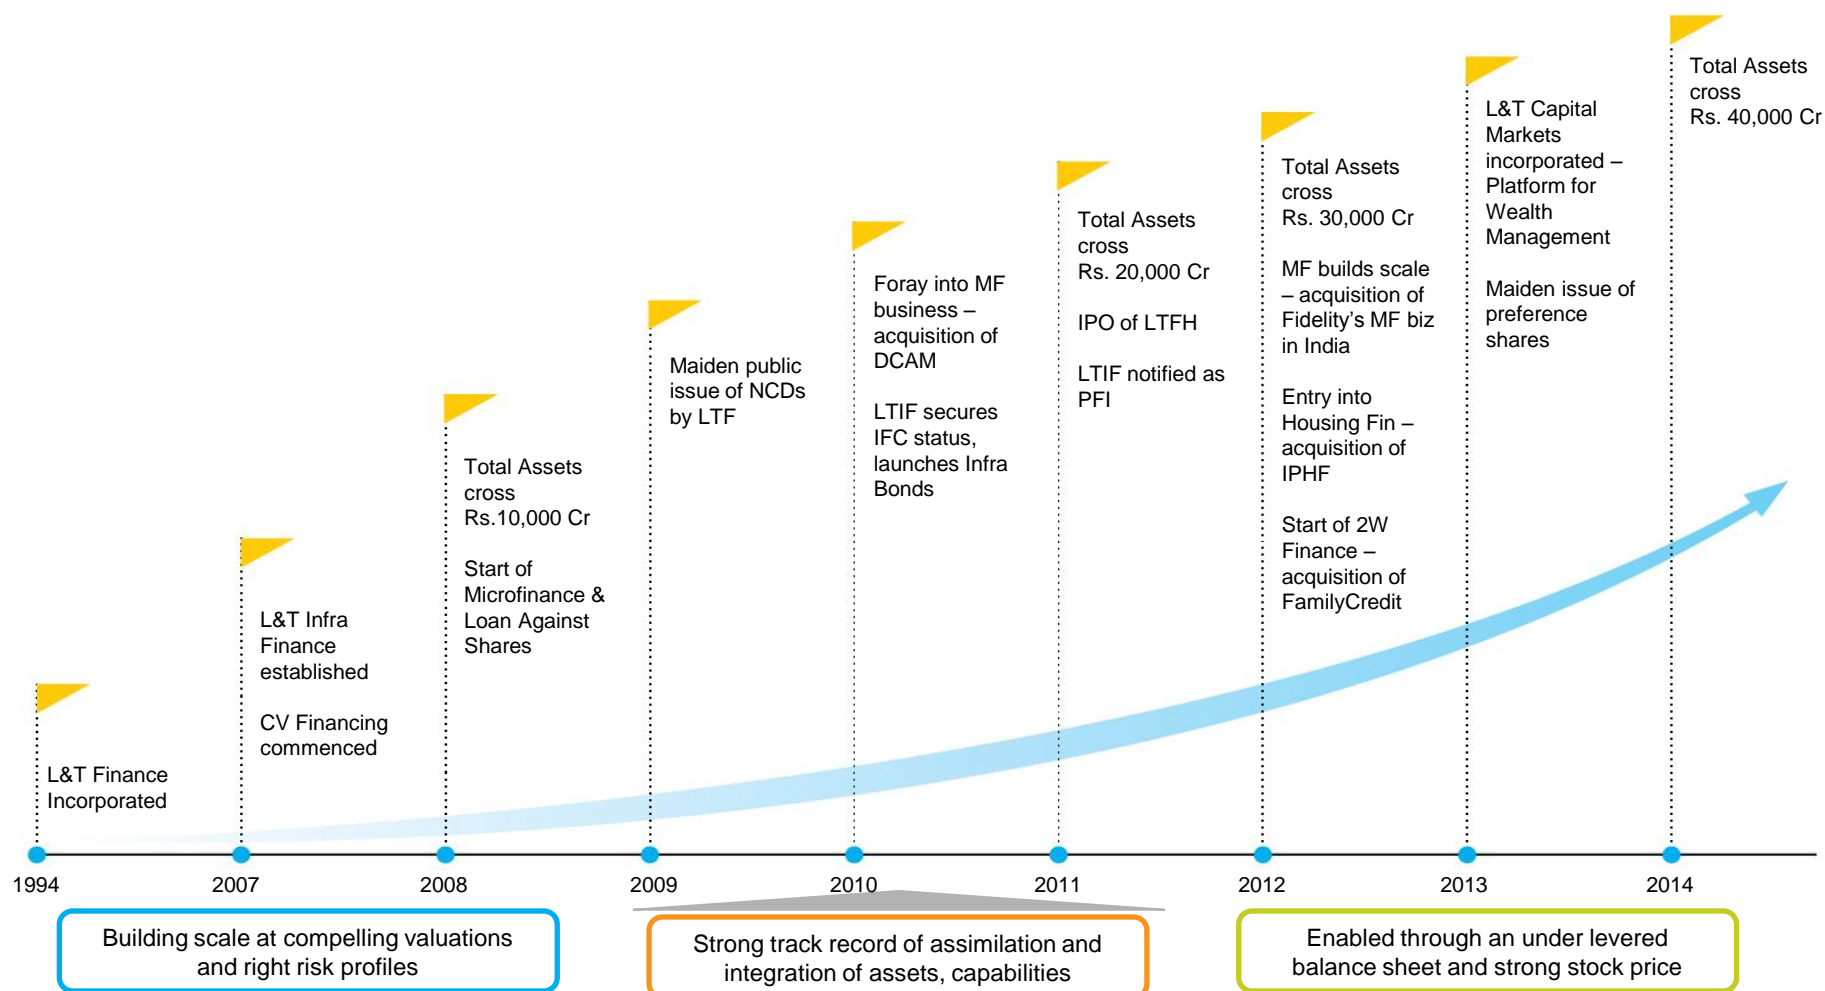 L&T Finance
Incorporated
L&T Infra
Finance
established
CV Financing
commenced
Total Assets
cross
Rs.10,000 Cr
Start of
Microfinance &
Loan Against
Shares
Maiden public
issue of NCDs
by LTF
Foray into MF
business –
acquisition of
DCAM
LTIF secures
IFC status,
launches Infra
Bonds
Total Assets
cross
Rs. 20,000 Cr
IPO of LTFH
LTIF notified as
PFI
Total Assets
cross
Rs. 30,000 Cr
MF builds scale
– acquisition of
Fidelity’s MF biz
in India
Entry into
Housing Fin –
acquisition of
IPHF
Start of 2W
Finance –
acquisition of
FamilyCredit
L&T Capital
Markets
incorporated –
Platform for
Wealth
Management
Maiden issue of
preference
shares
Total Assets
cross
Rs. 40,000 Cr
1994
2007
2008
2009
2010
2011
2012
2013
2014
Building scale at compelling valuations
and right risk profiles
Strong track record of assimilation and
integration of assets, capabilities
Enabled through an under levered
balance sheet and strong stock price